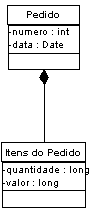 Pedido
-numero : int
-data : Date
Itens do Pedido
-quantidade : long
-valor : long